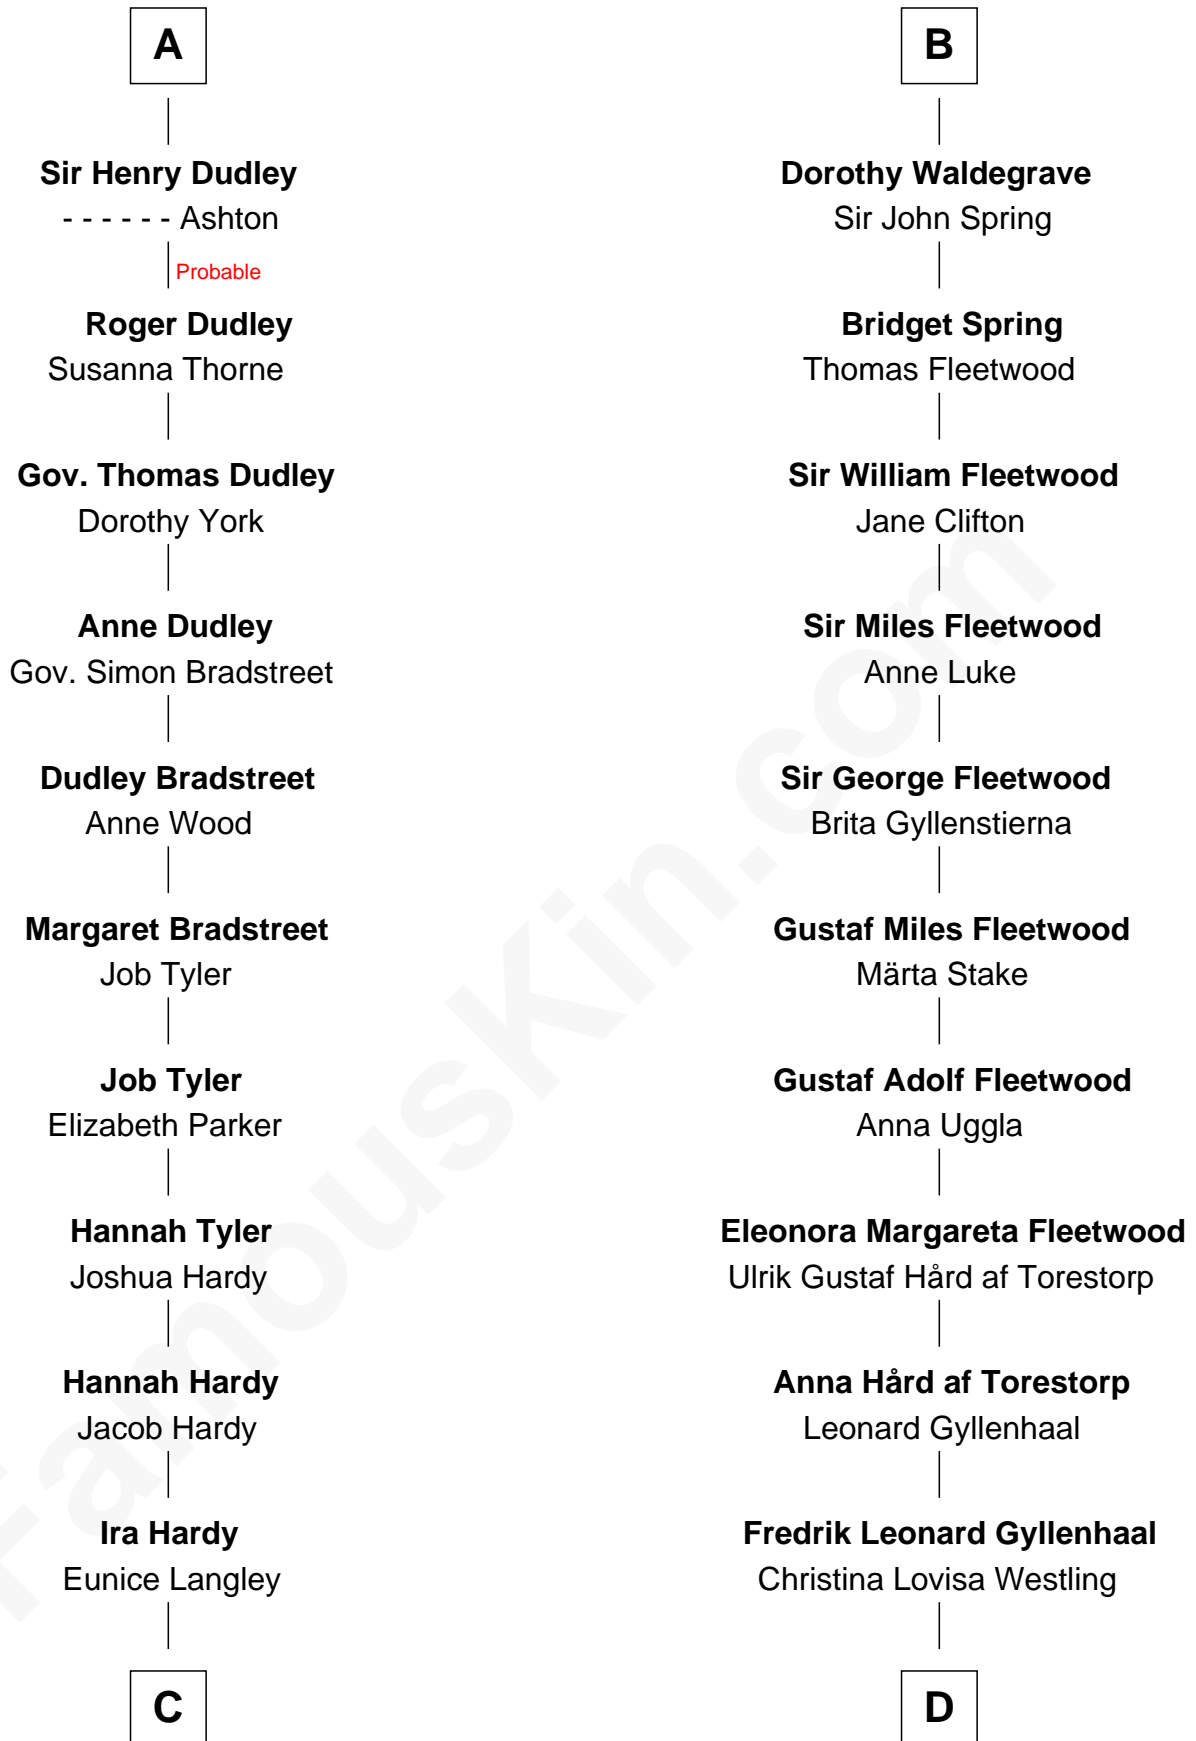 A
Sir Henry Dudley
- - - - - - Ashton
Probable
Roger Dudley
Susanna Thorne
Gov. Thomas Dudley
Dorothy York
Anne Dudley
Gov. Simon Bradstreet
Dudley Bradstreet
Anne Wood
Margaret Bradstreet
Job Tyler
Job Tyler
Elizabeth Parker
Hannah Tyler
Joshua Hardy
Hannah Hardy
Jacob Hardy
Ira Hardy
Eunice Langley
C
B
Dorothy Waldegrave
Sir John Spring
Bridget Spring
Thomas Fleetwood
Sir William Fleetwood
Jane Clifton
Sir Miles Fleetwood
Anne Luke
Sir George Fleetwood
Brita Gyllenstierna
Gustaf Miles Fleetwood
Märta Stake
Gustaf Adolf Fleetwood
Anna Uggla
Eleonora Margareta Fleetwood
Ulrik Gustaf Hård af Torestorp
Anna Hård af Torestorp
Leonard Gyllenhaal
Fredrik Leonard Gyllenhaal
Christina Lovisa Westling
D
FamousKin.com